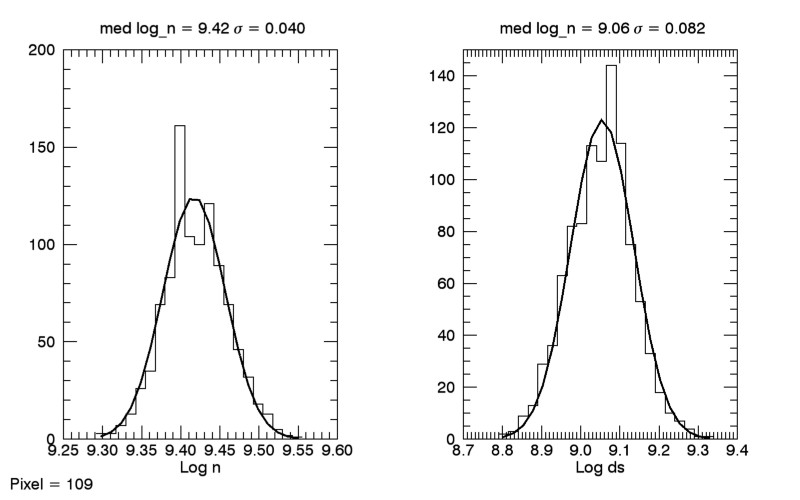 med log_n = 9.42 σ = 0.040
med log_n = 9.06 σ = 0.082
200
150
100
50
0
9.25 9.30 9.35 9.40 9.45 9.50 9.55 9.60
Log n
140
120
100
80
60
40
20
0
8.7 8.8 8.9 9.0 9.1 9.2 9.3 9.4
Log ds
Pixel = 109